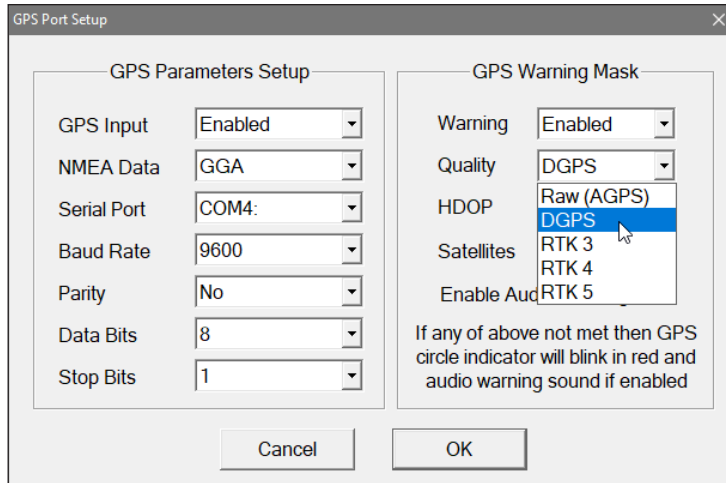 GPS Port Setup
GPS Parameters Setup
GPS Input Enabled
NMEA Data GGA
Serial Port COM4:
Baud Rate 9600
Parity No
Data Bits 8
Stop Bits 1
GPS Warning Mask
Warning Enabled
Quality DGPS
Raw (AGPS)
DGPS
RTK 3
RTK 4
RTK 5
HDOP
Satellites
Enable
If any of above not met then GPS
circle indicator will blink in red and
audio warning sound if enabled
Cancel OK